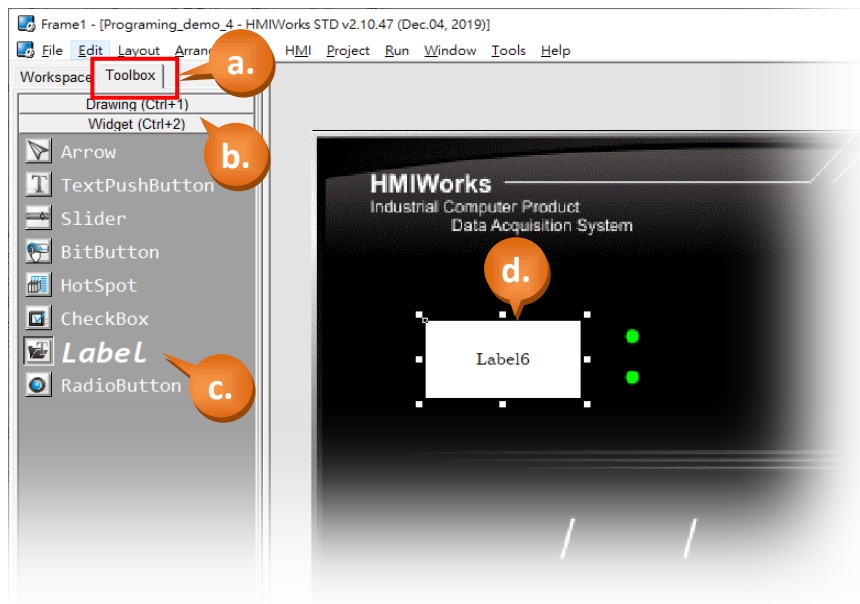 Frame1 - [Programing_demo_4 - HMIWorks STD v2.10.47 (Dec.04, 2019)]
File Edit Layout Arran HMI Project Run Window Tools Help
a.
Workspace Toolbox
Drawing (Ctrl+1)
Widget (Ctrl+2)
b.
Arrow
TextPushButton
Slider
BitButton
HotSpot
CheckBox
Label
RadioButton
c.
HMIWorks
Industrial Computer Product
Data Acquisition System
d.
Label6